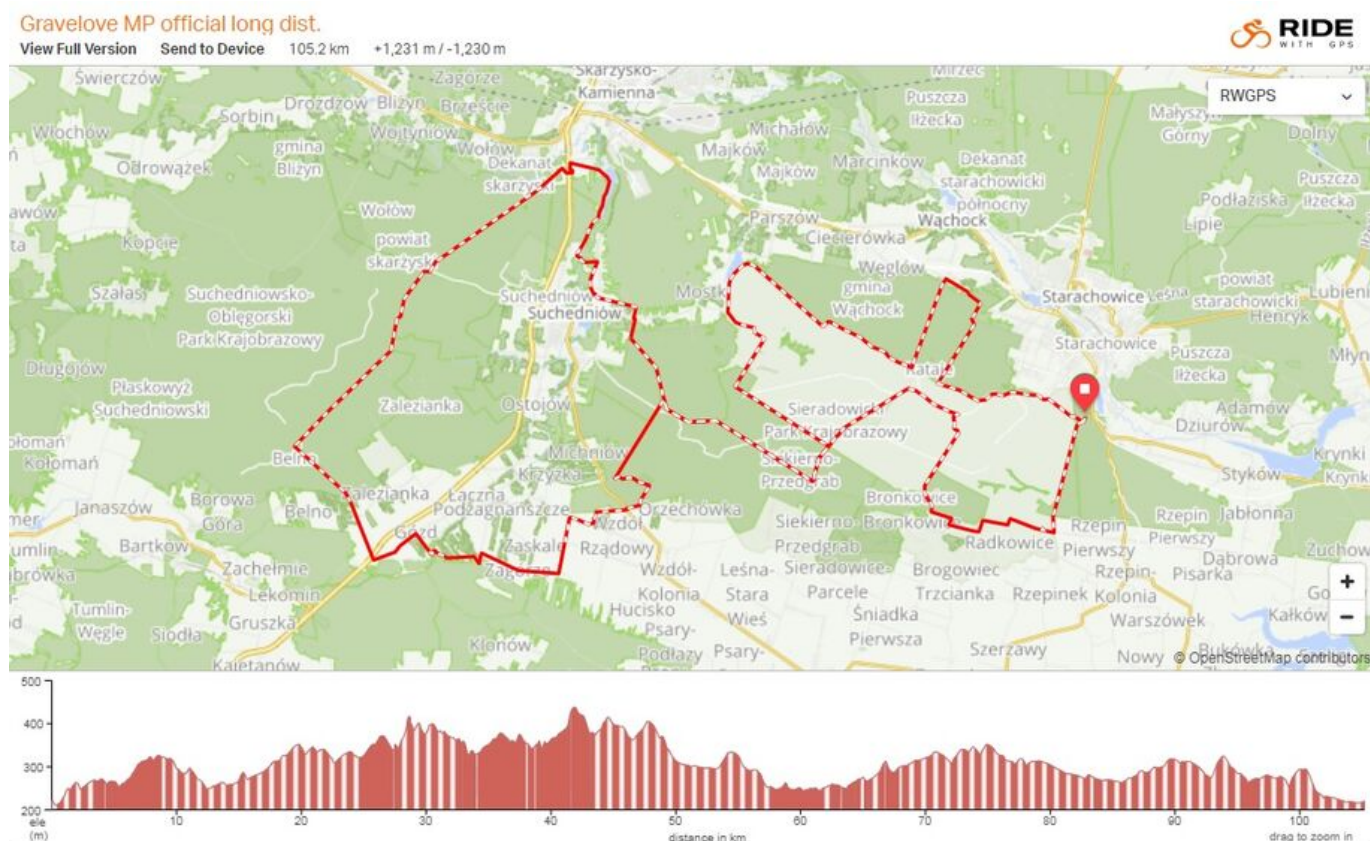 Gravelove MP official long dist.
View Full Version Send to Device 105.2 km +1,231 m / -1,230 m
RIDE
WITH GPS
RWGPS
Świerczów
Zagórze
Skarżysko-
Kamienna
Mirzec
Drozdzów
Bliżyn
Brzeście
Sorbin
Puszcza
Iłżecka
Małyszyn
Górny
Wojtyniów
Włochów
gmina
Bliżyn
Wołów
Michałów
Dolny
Odrowążek
Dekanat
skarżyski
Majków
Majków
Marcinków
Dekanat
starachowicki
północny
Puszcza
Iłżecka
Podłaziska
Lipie
Wołów
Parszów
Wąchock
Kopcie
powiat
skarżyski
Ciecierówka
Węglów
gmina
Wąchock
powiat
starachowicki
Henryk
Szałas
Suchedniowsko-
Oblęgorski
Park Krajobrazowy
Suchedniów
Suchedniów
Mostki
Starachowice
Leśna
Lubieni
Starachowice
Długojów
Płaskowyż
Suchedniowski
Rataje
Puszcza
Iłżecka
Młyn
Zalezianka
Ostojów
Sieradowicki
Park Krajobrazowy
Adamów
Dziurów
Kołomań
Belno
Michniów
Krzyżka
Siekierno-
Przedgrab
Styków
Krynki
Janaszów
Borowa
Góra
Belno
Zalezianka
Łączna
Podzagnańszcze
Orzechówka
Bronkowice
Jabłonna
Gózd
Wzdół
Rządowy
Siekierno-
Przedgrab
Bronkowice
Rzepin
Pierwszy
Rzepin
Pierwszy
Bartków
Zaskale
Radkowice
Dąbrowa
Zachełmie
Zagórze
Wzdół-
Kolonia
Leśna-
Stara
Wieś
Sieradowice-
Parcele
Brogowiec
Trzcianka
Rzepinek
Rzepin-
Kolonia
Pisarka
Lekomin
Tumlin-
Węgle
Siodła
Gruszka
Hucisko
Śniadka
Pierwsza
Warszówek
Kałków
Klonów
Psary-
Podłazy
Psary-
Szerzawy
Nowy
Bukówka
Kajetanów
+
−
© OpenStreetMap contributors
500
400
300
200
ele
(m)
10 20 30 40 50 60 70 80 90 100
distance in km
drag to zoom in